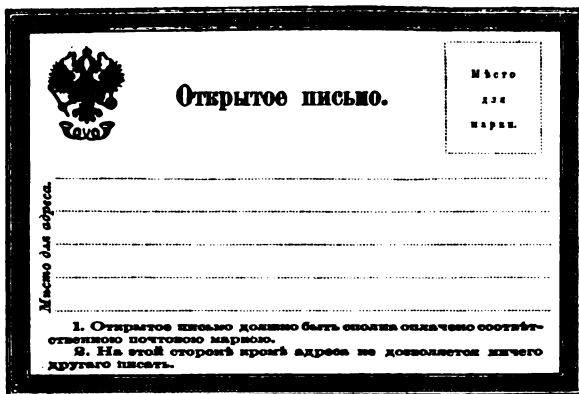 Открытое письмо.
Мѣсто
для
марки.
Мѣсто для адреса.
1. Открытое письмо должно быть сполна оплачено соотвѣт-
ственною почтовою маркою.
2. На этой сторонѣ кромѣ адреса не дозволяется ничего
другаго писать.